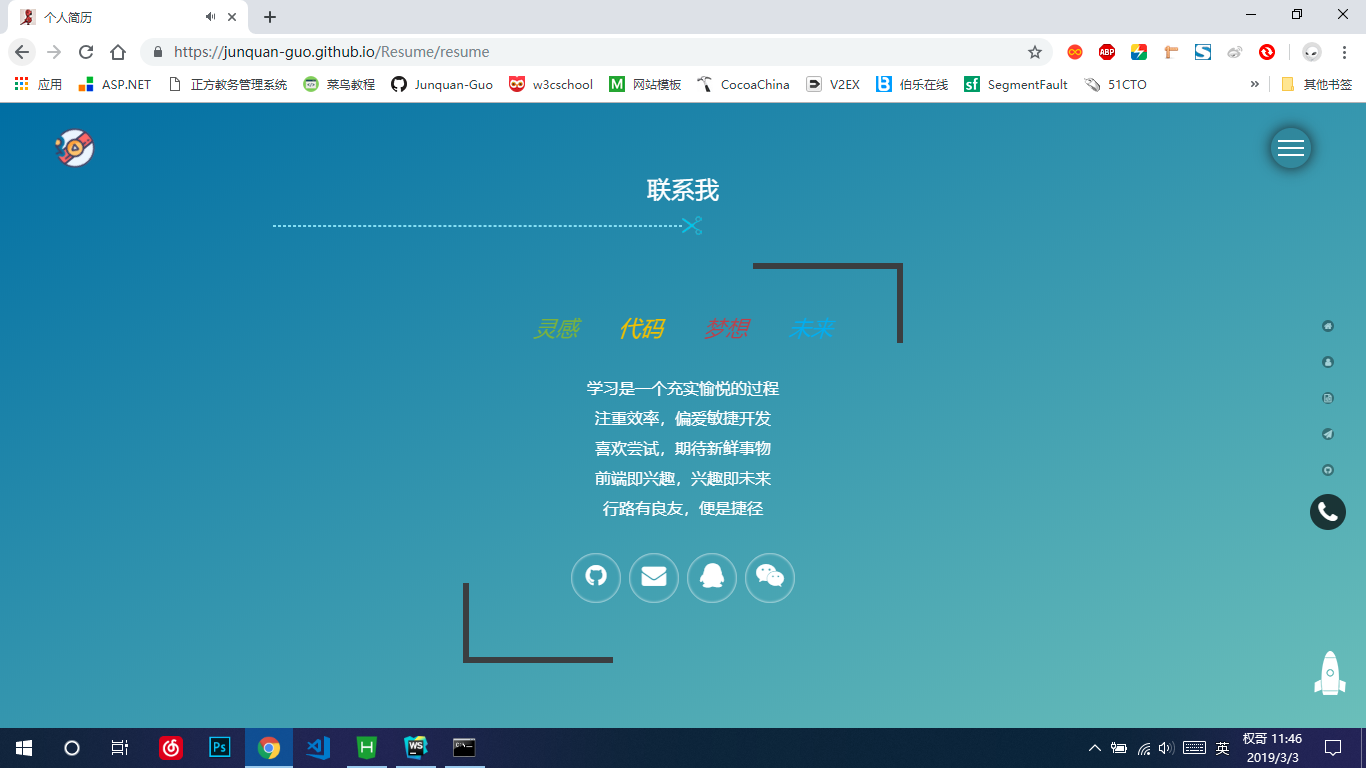 个人简历
https://junquan-guo.github.io/Resume/resume
ABP
应用 ASP.NET 正方教务管理系统 菜鸟教程 Junquan-Guo w3cschool 网站模板 CocoaChina V2EX 伯乐在线 SegmentFault 51CTO » 其他书签
联系我
灵感 代码 梦想 未来
学习是一个充实愉悦的过程
注重效率，偏爱敏捷开发
喜欢尝试，期待新鲜事物
前端即兴趣，兴趣即未来
行路有良友，便是捷径
Ps H WS 英 权哥 11:46
2019/3/3